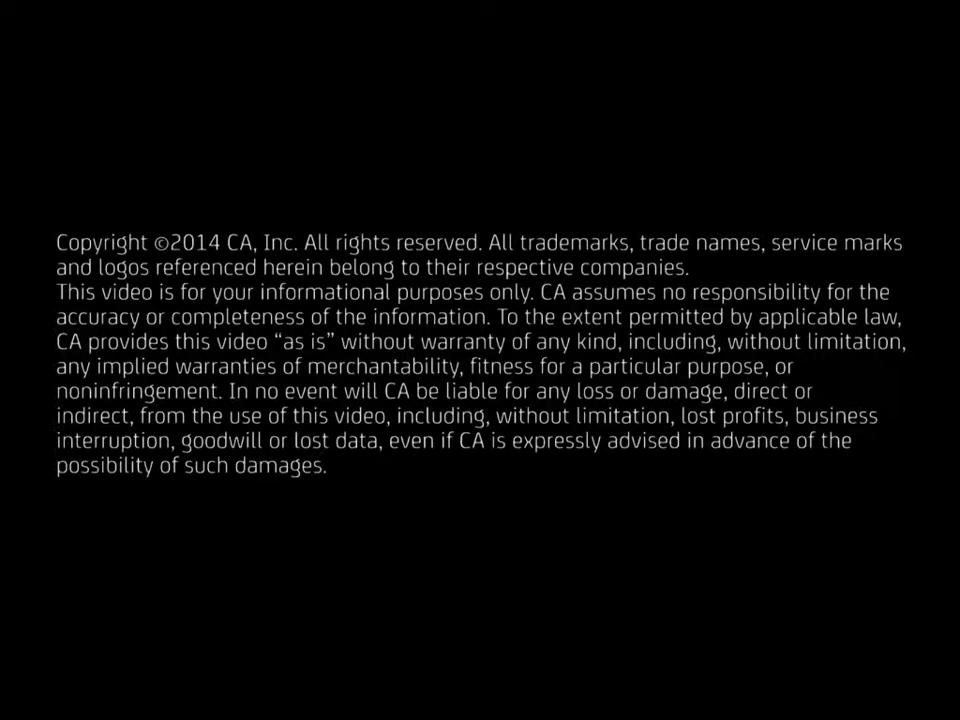 Copyright ©2014 CA, Inc. All rights reserved. All trademarks, trade names, service marks
and logos referenced herein belong to their respective companies.
This video is for your informational purposes only. CA assumes no responsibility for the
accuracy or completeness of the information. To the extent permitted by applicable law,
CA provides this video “as is” without warranty of any kind, including, without limitation,
any implied warranties of merchantability, fitness for a particular purpose, or
noninfringement. In no event will CA be liable for any loss or damage, direct or
indirect, from the use of this video, including, without limitation, lost profits, business
interruption, goodwill or lost data, even if CA is expressly advised in advance of the
possibility of such damages.